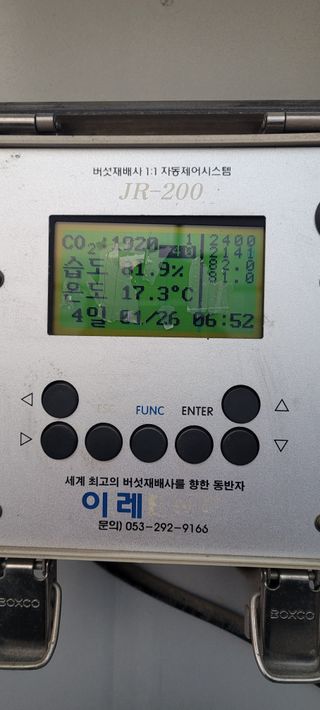 버섯재배사 1:1 자동제어시스템
JR-200
CO2 :1920 1 2400
습도 81.9%
온도 17.3°C
4일 01/26 06:52
ESC FUNC ENTER
세계 최고의 버섯재배사를 향한 동반자
이레
문의) 053-292-9166
BOXCO BOXCO